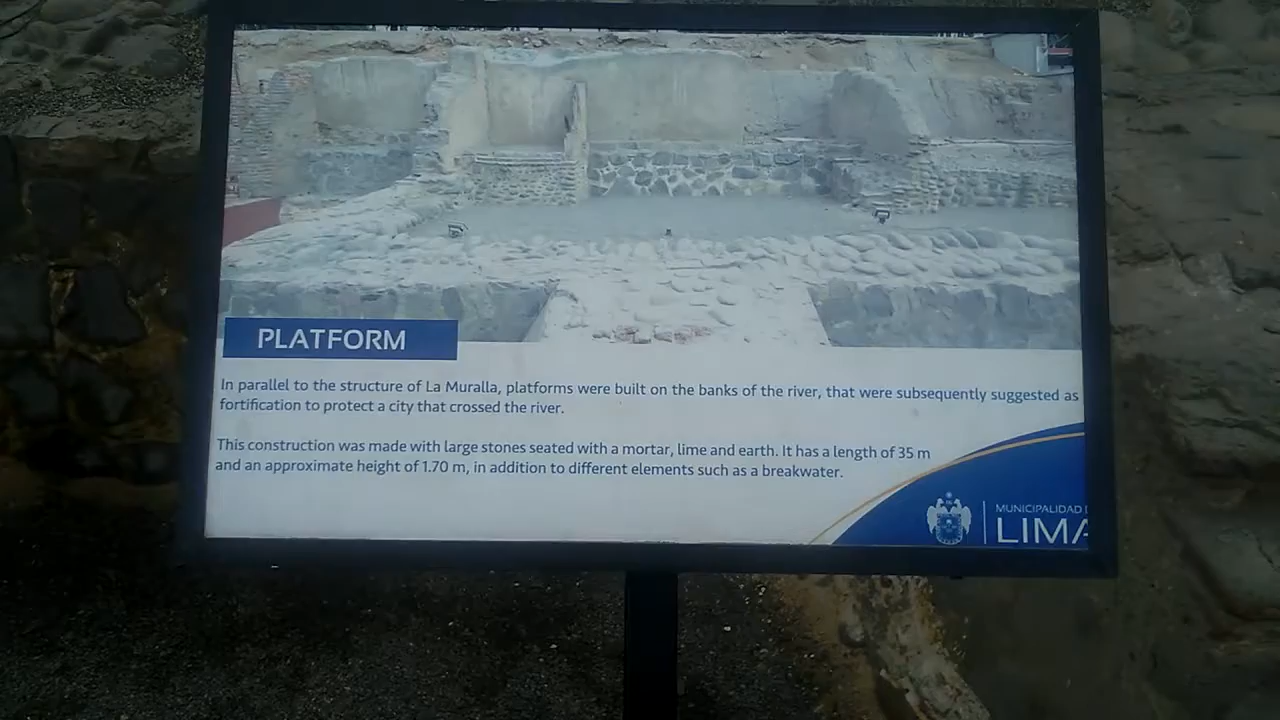 PLATFORM
In parallel to the structure of La Muralla, platforms were built on the banks of the river, that were subsequently suggested as
fortification to protect a city that crossed the river.
This construction was made with large stones seated with a mortar, lime and earth. It has a length of 35 m
and an approximate height of 1.70 m, in addition to different elements such as a breakwater.
MUNICIPALIDAD
LIMA